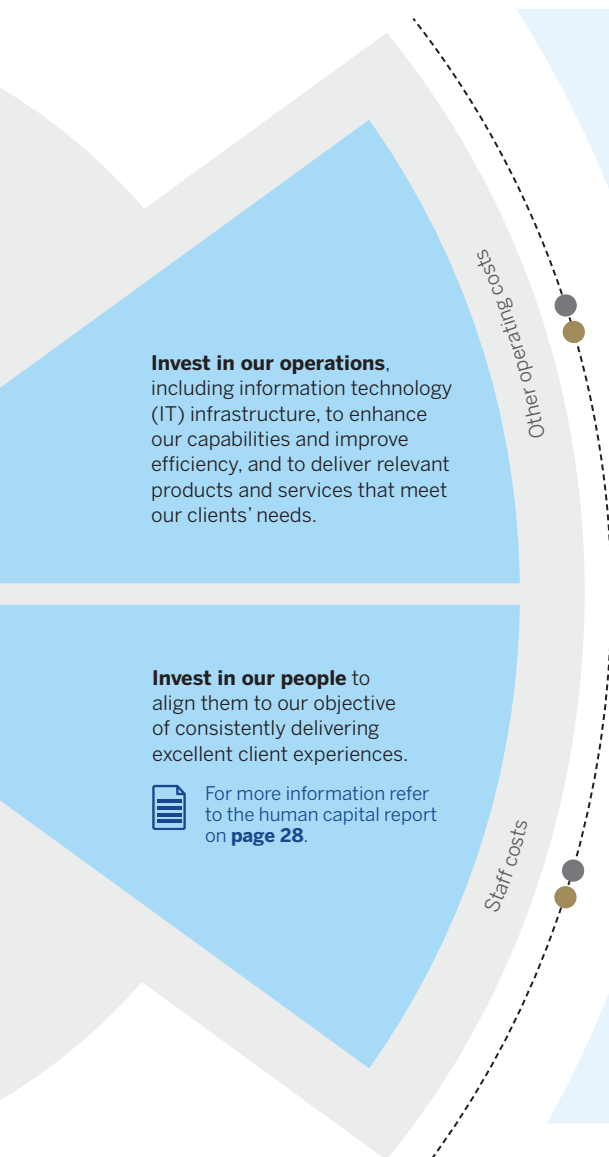 Other operating costs
Invest in our operations,
including information technology
(IT) infrastructure, to enhance
our capabilities and improve
efficiency, and to deliver relevant
products and services that meet
our clients’ needs.
Invest in our people to
align them to our objective
of consistently delivering
excellent client experiences.
For more information refer
to the human capital report
on page 28.
Staff costs